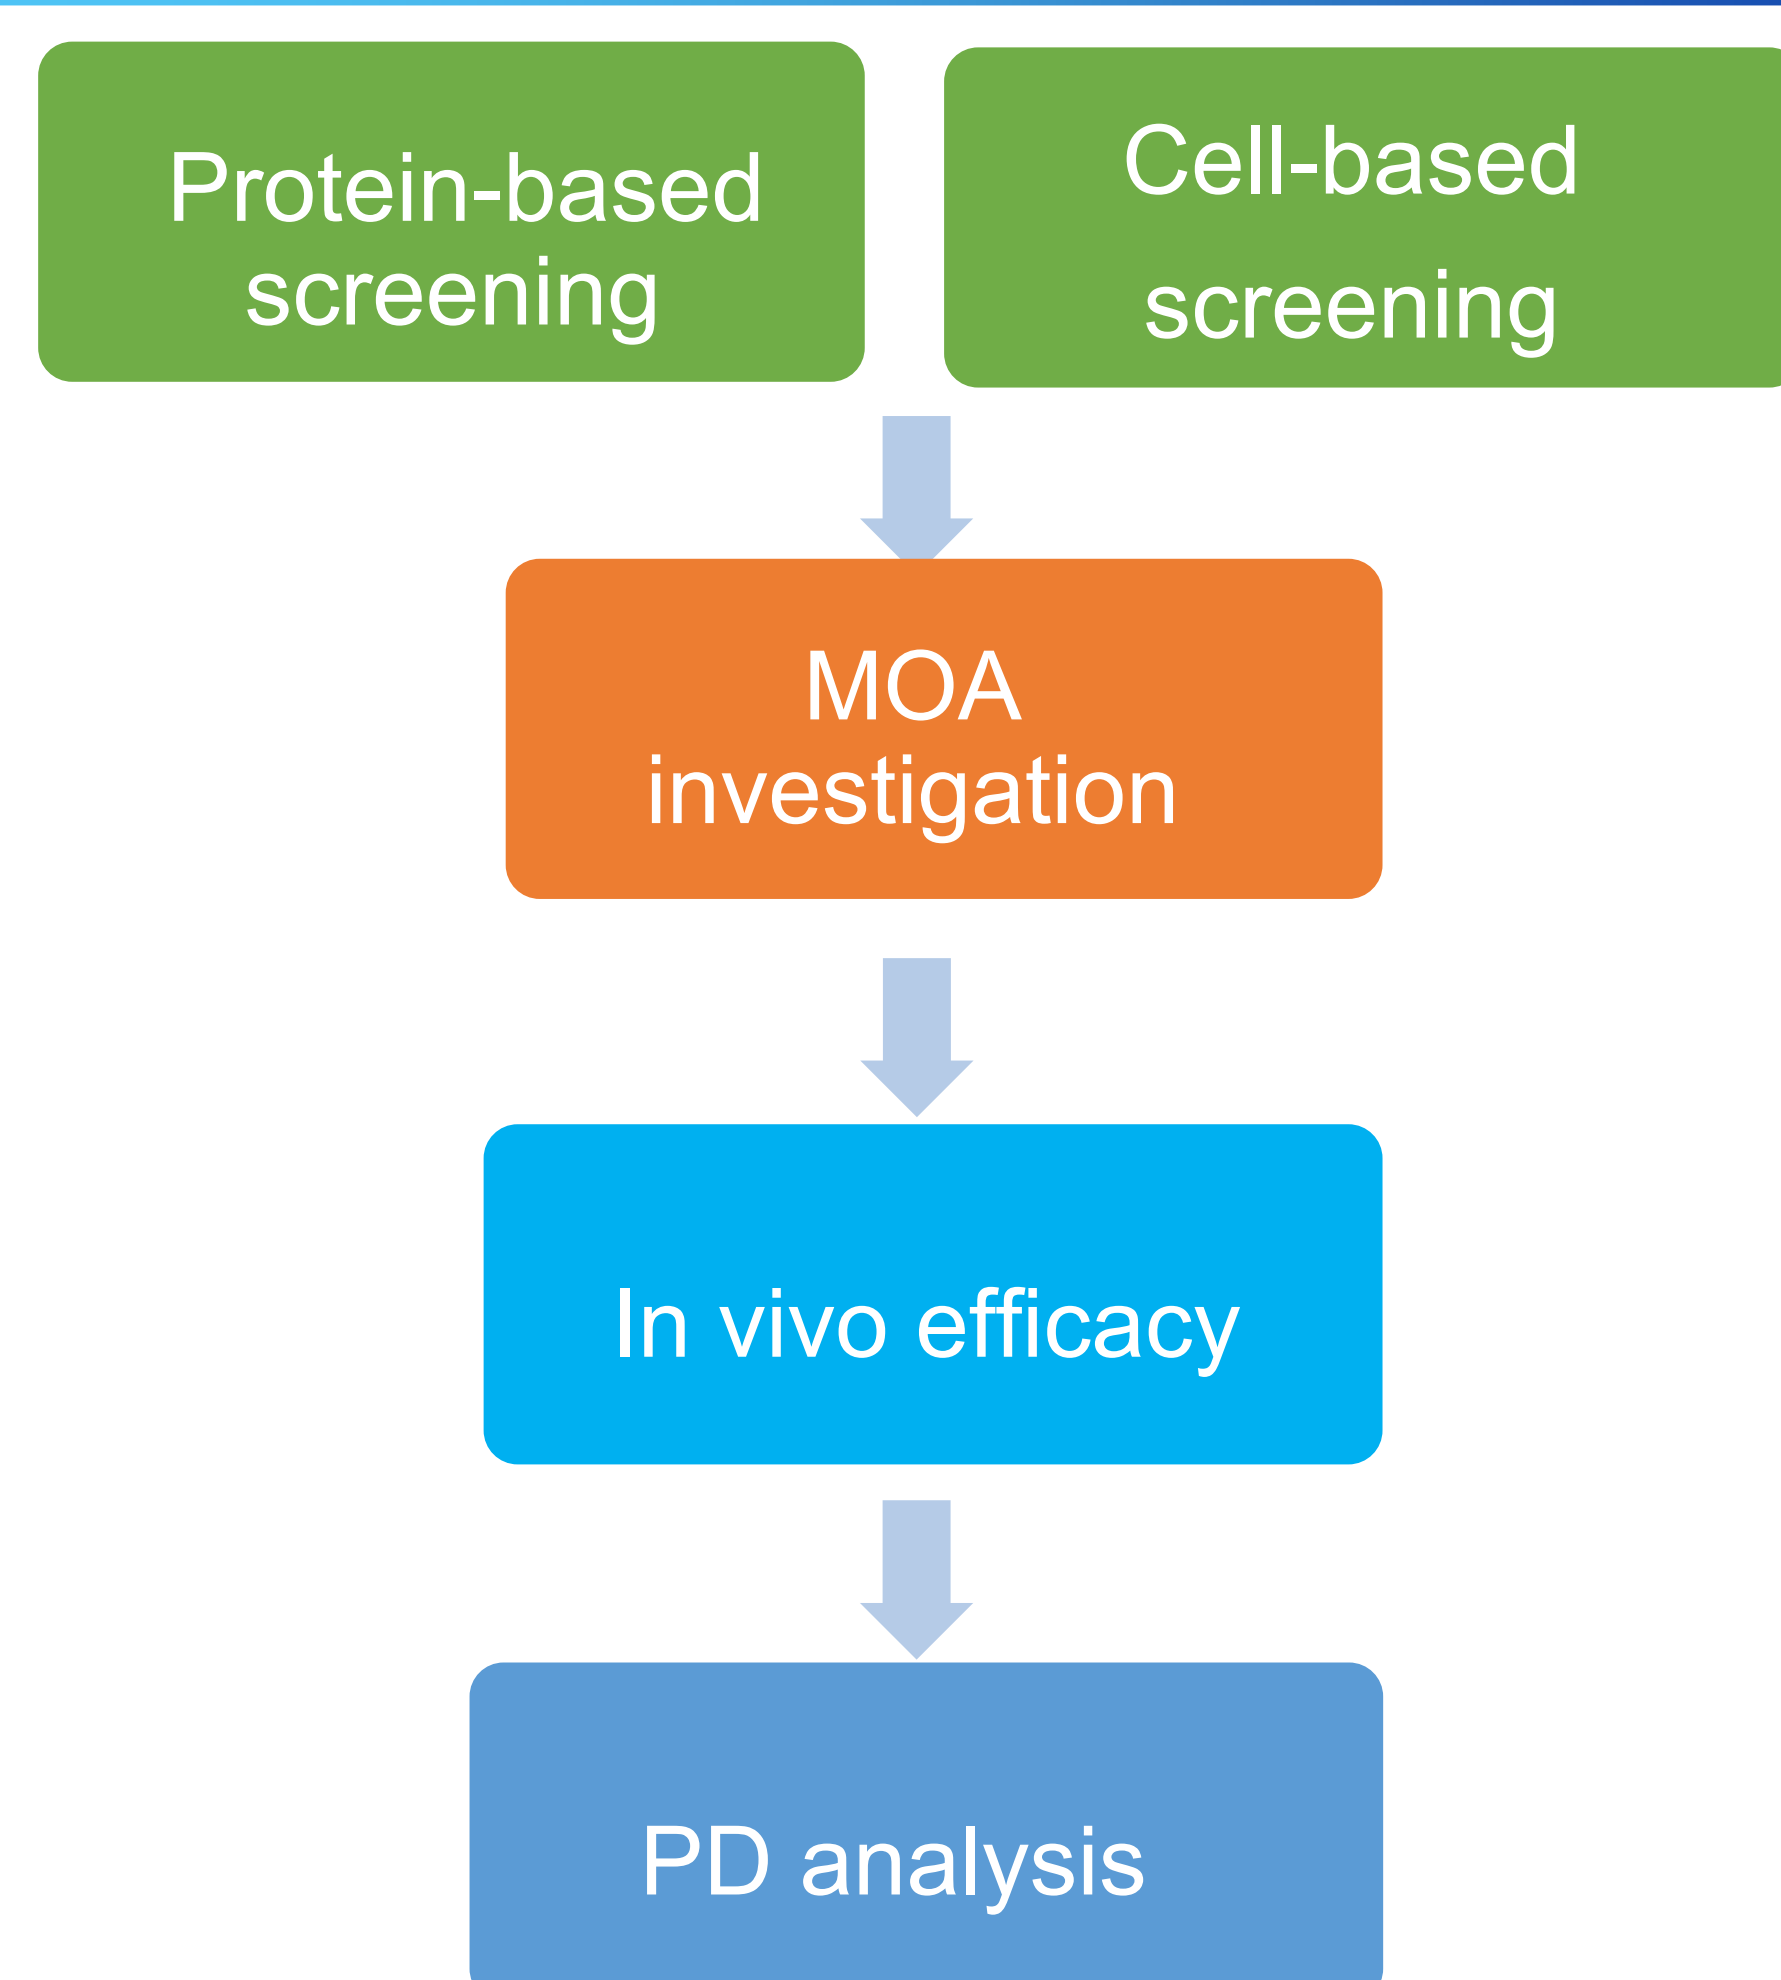 Protein-based
screening
Cell-based
screening
MOA
investigation
In vivo efficacy
PD analysis